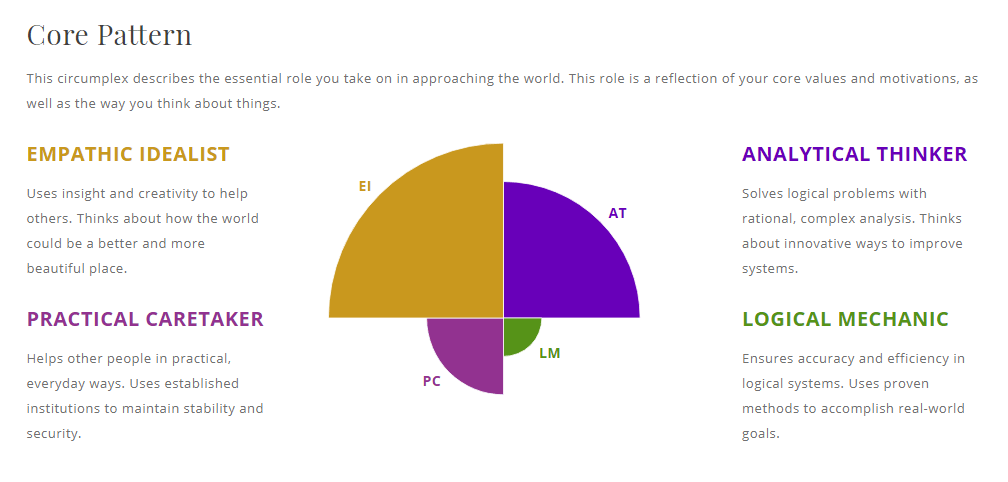 Core Pattern
This circumplex describes the essential role you take on in approaching the world. This role is a reflection of your core values and motivations, as
well as the way you think about things.
EMPATHIC IDEALIST
Uses insight and creativity to help
others. Thinks about how the world
could be a better and more
beautiful place.
PRACTICAL CARETAKER
Helps other people in practical,
everyday ways. Uses established
institutions to maintain stability and
security.
EI
AT
PC
LM
ANALYTICAL THINKER
Solves logical problems with
rational, complex analysis. Thinks
about innovative ways to improve
systems.
LOGICAL MECHANIC
Ensures accuracy and efficiency in
logical systems. Uses proven
methods to accomplish real-world
goals.